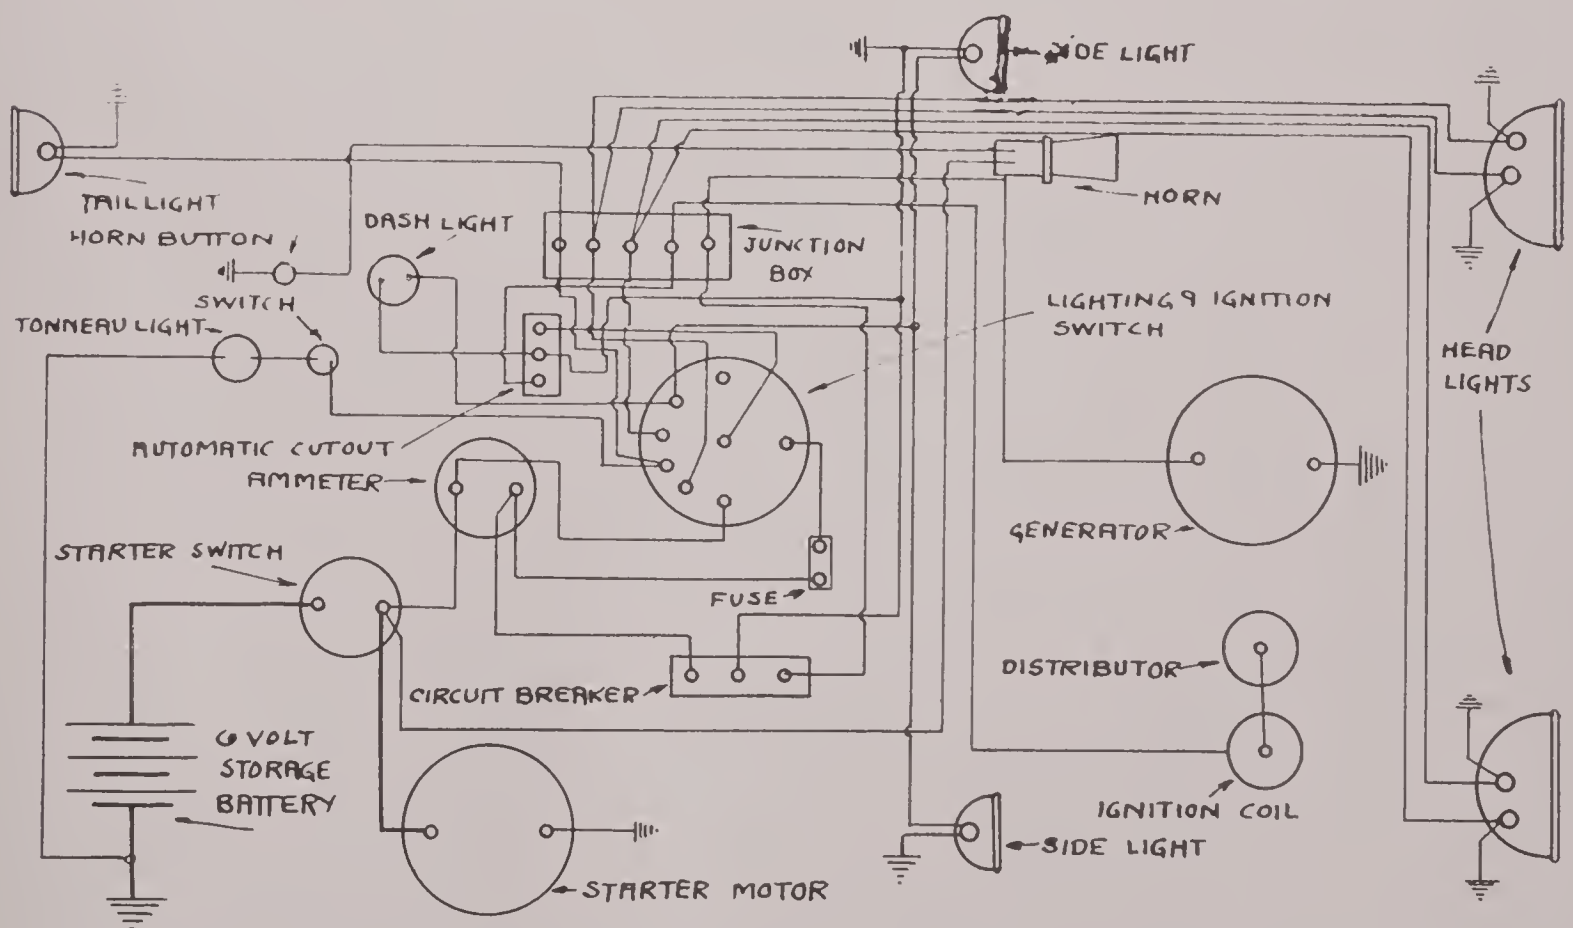 SIDE LIGHT
TAIL LIGHT
HORN BUTTON
DASH LIGHT
HORN
JUNCTION
BOX
SWITCH
TONNEAU LIGHT
LIGHTING & IGNITION
SWITCH
HEAD
LIGHTS
AUTOMATIC CUTOUT
AMMETER
GENERATOR
STARTER SWITCH
FUSE
DISTRIBUTOR
CIRCUIT BREAKER
6 VOLT
STORAGE
BATTERY
IGNITION COIL
SIDE LIGHT
STARTER MOTOR